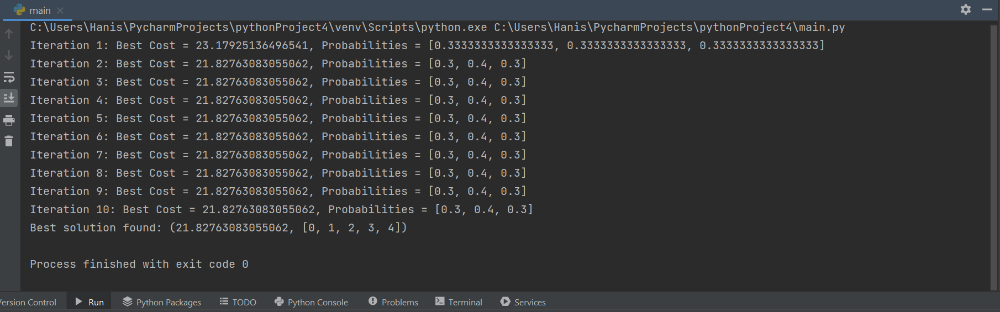 main
C:\Users\Hanis\PycharmProjects\pythonProject4\venv\Scripts\python.exe C:\Users\Hanis\PycharmProjects\pythonProject4\main.py
Iteration 1: Best Cost = 23.17925136496541, Probabilities = [0.3333333333333333, 0.3333333333333333, 0.3333333333333333]
Iteration 2: Best Cost = 21.82763083055062, Probabilities = [0.3, 0.4, 0.3]
Iteration 3: Best Cost = 21.82763083055062, Probabilities = [0.3, 0.4, 0.3]
Iteration 4: Best Cost = 21.82763083055062, Probabilities = [0.3, 0.4, 0.3]
Iteration 5: Best Cost = 21.82763083055062, Probabilities = [0.3, 0.4, 0.3]
Iteration 6: Best Cost = 21.82763083055062, Probabilities = [0.3, 0.4, 0.3]
Iteration 7: Best Cost = 21.82763083055062, Probabilities = [0.3, 0.4, 0.3]
Iteration 8: Best Cost = 21.82763083055062, Probabilities = [0.3, 0.4, 0.3]
Iteration 9: Best Cost = 21.82763083055062, Probabilities = [0.3, 0.4, 0.3]
Iteration 10: Best Cost = 21.82763083055062, Probabilities = [0.3, 0.4, 0.3]
Best solution found: (21.82763083055062, [0, 1, 2, 3, 4])
Process finished with exit code 0
ersion Control Run Python Packages TODO Python Console Problems Terminal Services